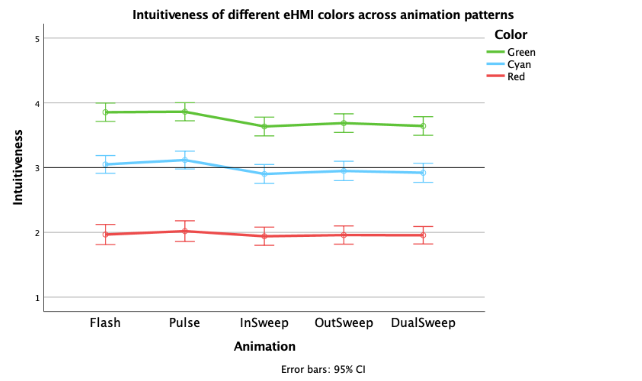 Intuitiveness of different eHMI colors across animation patterns
Color
Green
Cyan
Red
Intuitiveness
5
4
3
2
1
Flash Pulse InSweep OutSweep DualSweep
Animation
Error bars: 95% CI